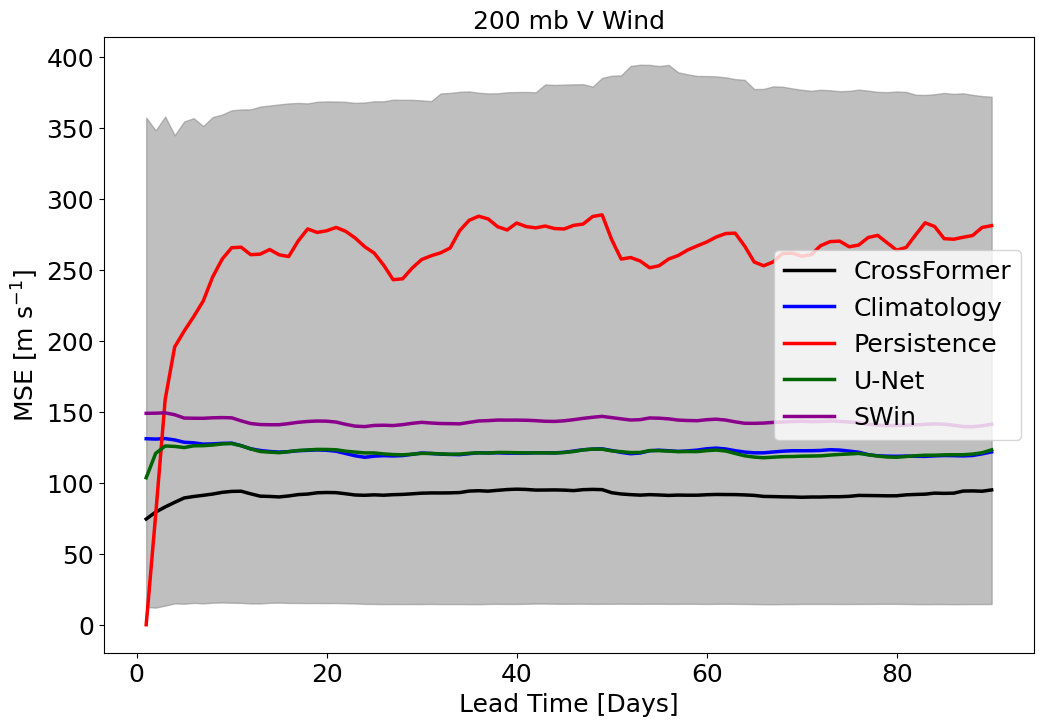 200 mb V Wind
MSE [m s⁻¹]
400
350
300
250
200
150
100
50
0
CrossFormer
Climatology
Persistence
U-Net
SWin
0 20 40 60 80
Lead Time [Days]